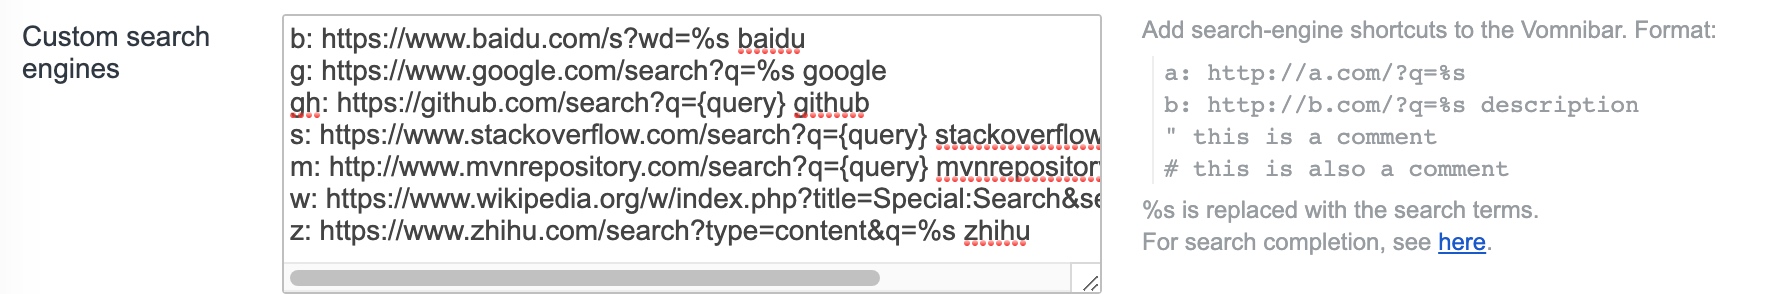 Custom search
engines
b: https://www.baidu.com/s?wd=%s baidu
g: https://www.google.com/search?q=%s google
gh: https://github.com/search?q={query} github
s: https://www.stackoverflow.com/search?q={query} stackoverflow
m: http://www.mvnrepository.com/search?q={query} mvnrepository
w: https://www.wikipedia.org/w/index.php?title=Special:Search&se
z: https://www.zhihu.com/search?type=content&q=%s zhihu
Add search-engine shortcuts to the Vomnibar. Format:
a: http://a.com/?q=%s
b: http://b.com/?q=%s description
" this is a comment
# this is also a comment
%s is replaced with the search terms.
For search completion, see here.